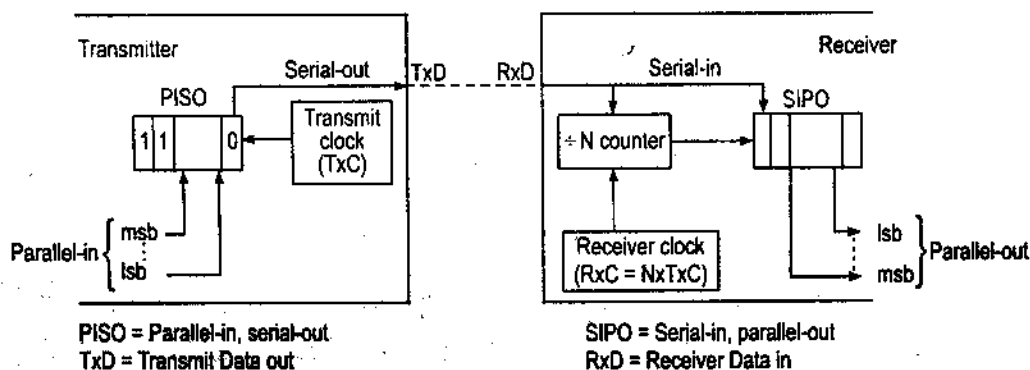 Transmitter
Serial-out
TxD
PISO
1 1 0
Transmit
clock
(TxC)
Parallel-in
msb
lsb
PISO = Parallel-in, serial-out
TxD = Transmit Data out
Receiver
RxD
Serial-in
SIPO
÷ N counter
Receiver clock
(RxC = NxTxC)
lsb
msb
Parallel-out
SIPO = Serial-in, parallel-out
RxD = Receiver Data in